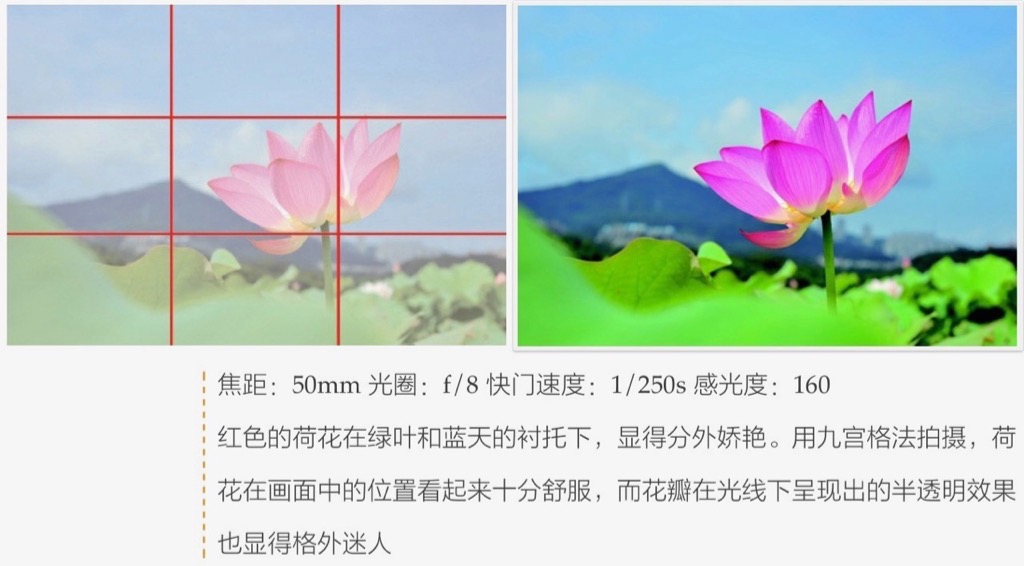 焦距：50mm 光圈：f/8 快门速度：1/250s 感光度：160
红色的荷花在绿叶和蓝天的衬托下，显得分外娇艳。用九宫格法拍摄，荷
花在画面中的位置看起来十分舒服，而花瓣在光线下呈现出的半透明效果
也显得格外迷人